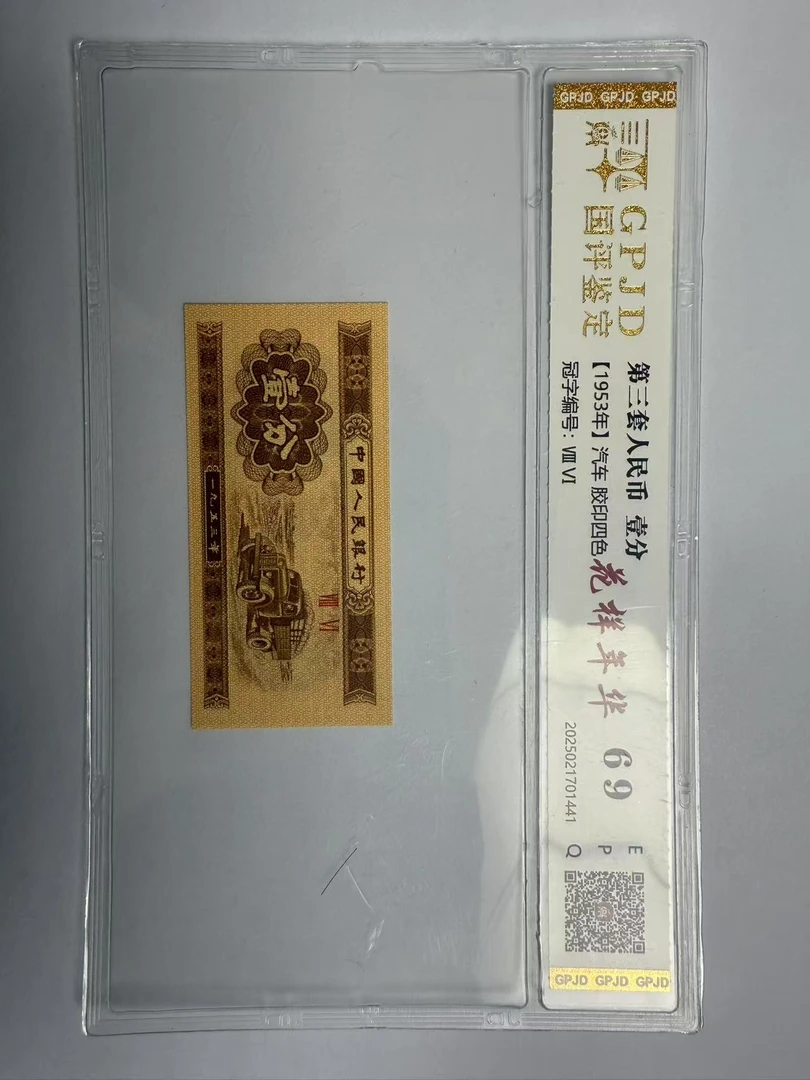 GPJD GPJD GPJD
GPJD
国评鉴定
第三套人民币 壹分
【1953年】汽车 胶印四色
冠字编号：Ⅷ Ⅵ
花样年华
69
2025021701441
E
P
Q
GPJD GPJD GPJD
中國人民銀行
Ⅷ Ⅵ
壹分
一九五三年